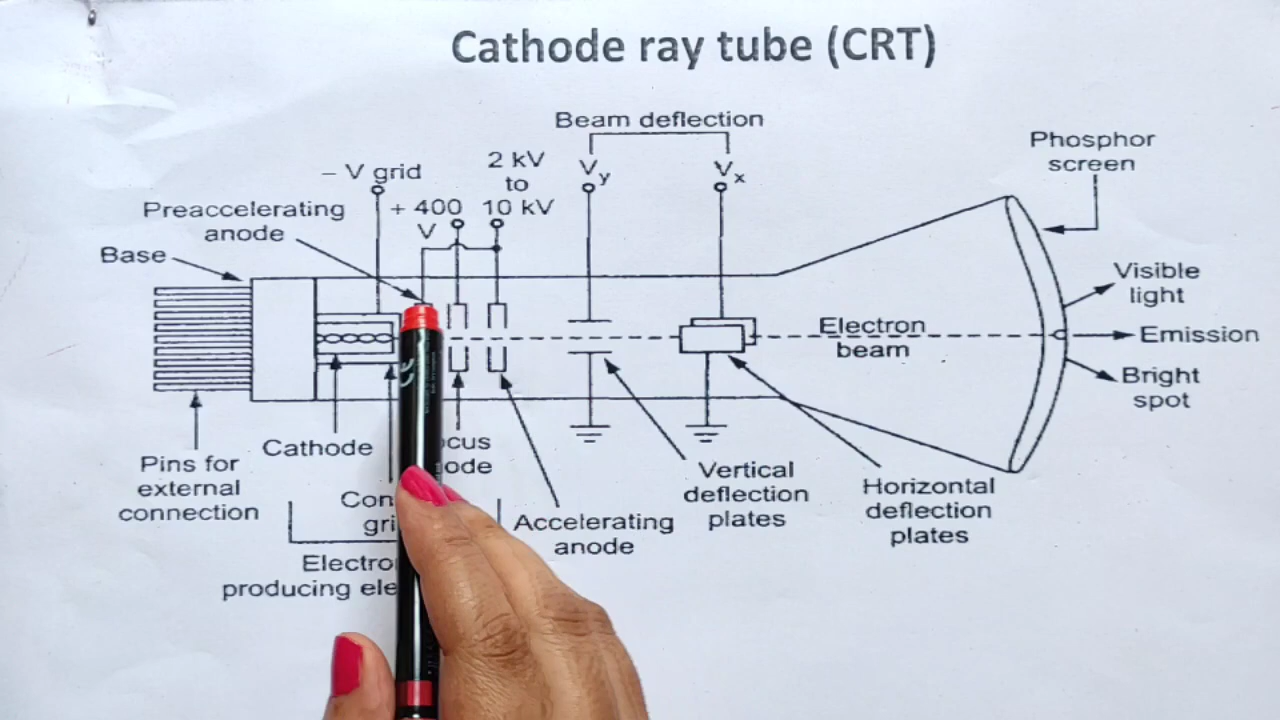 Cathode ray tube (CRT)
Beam deflection
Phosphor
screen
2 kV
to
10 kV
– V grid
+ 400
V
Vy
Vx
Preaccelerating
anode
Base
Visible
light
Emission
Electron
beam
Bright
spot
Cathode
Pins for
external
connection
Vertical
deflection
plates
Horizontal
deflection
plates
Accelerating
anode